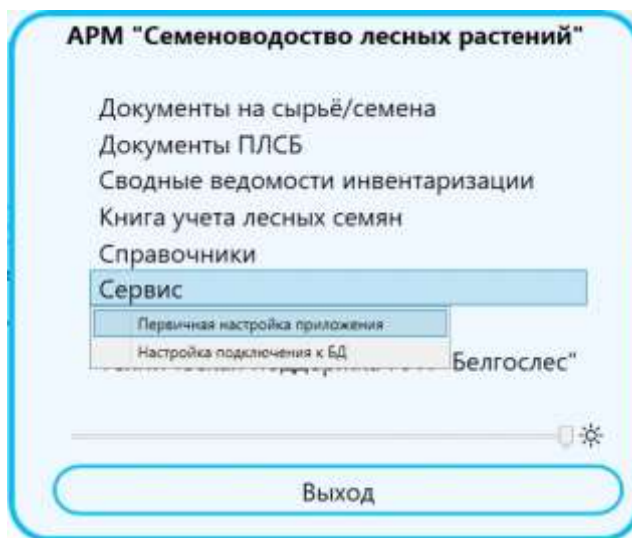 АРМ "Семеноводство лесных растений"
Документы на сырьё/семена
Документы ПЛСБ
Сводные ведомости инвентаризации
Книга учета лесных семян
Справочники
Сервис
Первичная настройка приложения
Настройка подключения к БД
Белгослес"
Выход